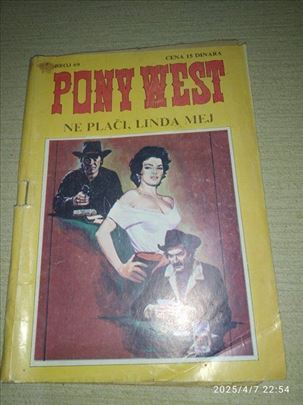 CENA 15 DINARA
PONY WEST
NE PLAČI, LINDA MEJ
2025/4/7 22:54